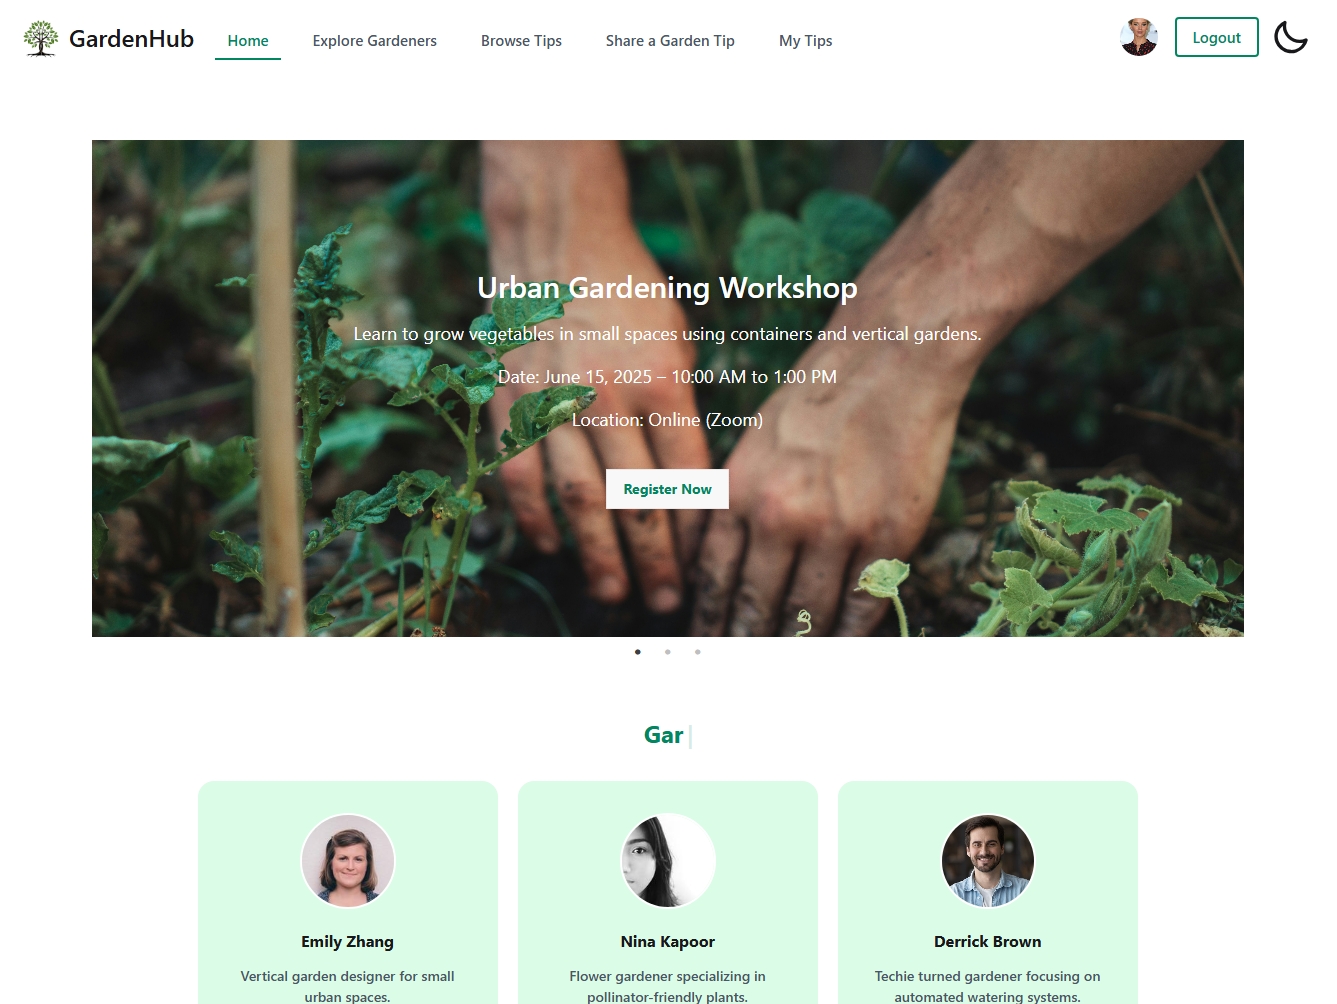 GardenHub
Home
Explore Gardeners
Browse Tips
Share a Garden Tip
My Tips
Logout
Urban Gardening Workshop
Learn to grow vegetables in small spaces using containers and vertical gardens.
Date: June 15, 2025 – 10:00 AM to 1:00 PM
Location: Online (Zoom)
Register Now
Gar
Emily Zhang
Vertical garden designer for small
urban spaces.
Nina Kapoor
Flower gardener specializing in
pollinator-friendly plants.
Derrick Brown
Techie turned gardener focusing on
automated watering systems.